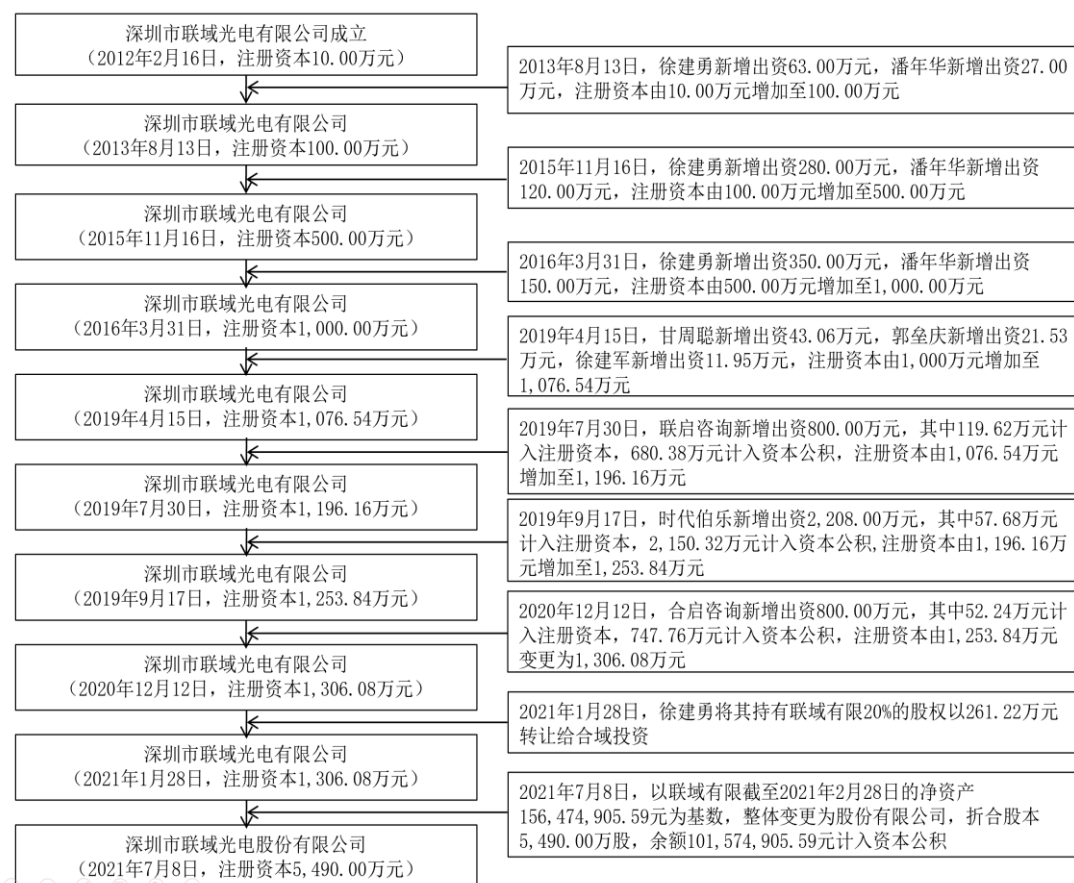 深圳市联域光电有限公司成立
（2012年2月16日，注册资本10.00万元）
2013年8月13日，徐建勇新增出资63.00万元，潘年华新增出资27.00
万元，注册资本由10.00万元增加至100.00万元
深圳市联域光电有限公司
（2013年8月13日，注册资本100.00万元）
2015年11月16日，徐建勇新增出资280.00万元，潘年华新增出资
120.00万元，注册资本由100.00万元增加至500.00万元
深圳市联域光电有限公司
（2015年11月16日，注册资本500.00万元）
2016年3月31日，徐建勇新增出资350.00万元，潘年华新增出资
150.00万元，注册资本由500.00万元增加至1,000.00万元
深圳市联域光电有限公司
（2016年3月31日，注册资本1,000.00万元）
2019年4月15日，甘周聪新增出资43.06万元，郭垒庆新增出资21.53
万元，徐建军新增出资11.95万元，注册资本由1,000万元增加至
1,076.54万元
深圳市联域光电有限公司
（2019年4月15日，注册资本1,076.54万元）
2019年7月30日，联启咨询新增出资800.00万元，其中119.62万元计
入注册资本，680.38万元计入资本公积，注册资本由1,076.54万元
增加至1,196.16万元
深圳市联域光电有限公司
（2019年7月30日，注册资本1,196.16万元）
2019年9月17日，时代伯乐新增出资2,208.00万元，其中57.68万元
计入注册资本，2,150.32万元计入资本公积,注册资本由1,196.16万
元增加至1,253.84万元
深圳市联域光电有限公司
（2019年9月17日，注册资本1,253.84万元）
2020年12月12日，合启咨询新增出资800.00万元，其中52.24万元计
入注册资本，747.76万元计入资本公积，注册资本由1,253.84万元
变更为1,306.08万元
深圳市联域光电有限公司
（2020年12月12日，注册资本1,306.08万元）
2021年1月28日，徐建勇将其持有联域有限20%的股权以261.22万元
转让给合域投资
深圳市联域光电有限公司
（2021年1月28日，注册资本1,306.08万元）
2021年7月8日，以联域有限截至2021年2月28日的净资产
156,474,905.59元为基数，整体变更为股份有限公司，折合股本
5,490.00万股，余额101,574,905.59元计入资本公积
深圳市联域光电股份有限公司
（2021年7月8日，注册资本5,490.00万元）